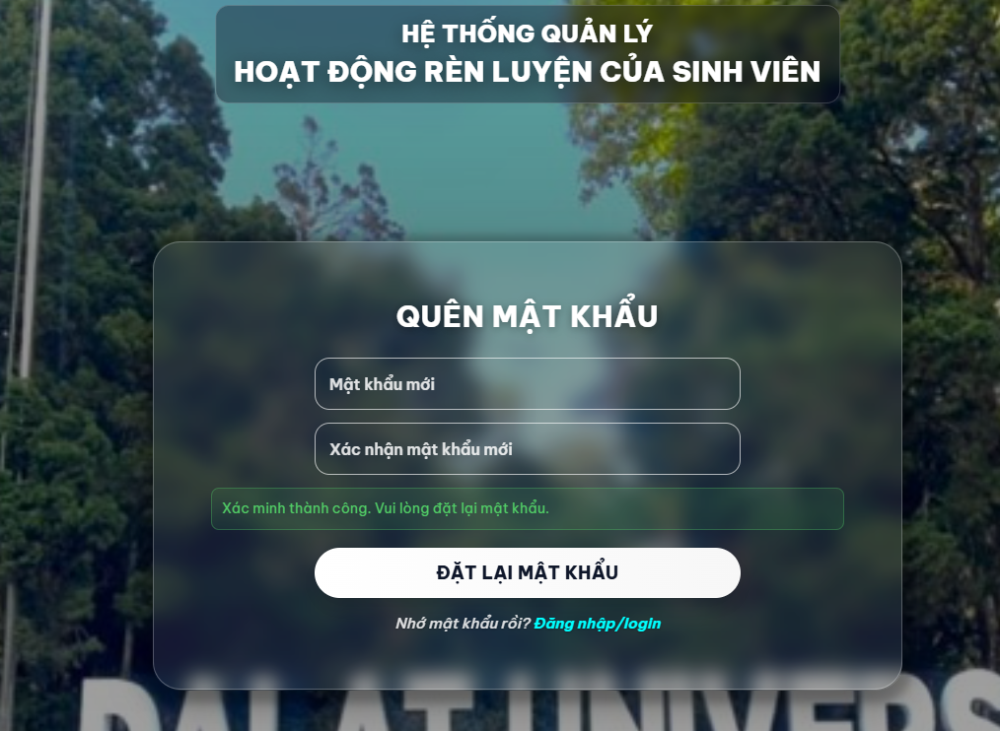 HỆ THỐNG QUẢN LÝ
HOẠT ĐỘNG RÈN LUYỆN CỦA SINH VIÊN
QUÊN MẬT KHẨU
Mật khẩu mới
Xác nhận mật khẩu mới
Xác minh thành công. Vui lòng đặt lại mật khẩu.
ĐẶT LẠI MẬT KHẨU
Nhớ mật khẩu rồi? Đăng nhập/logIn
DALAT UNIVERS